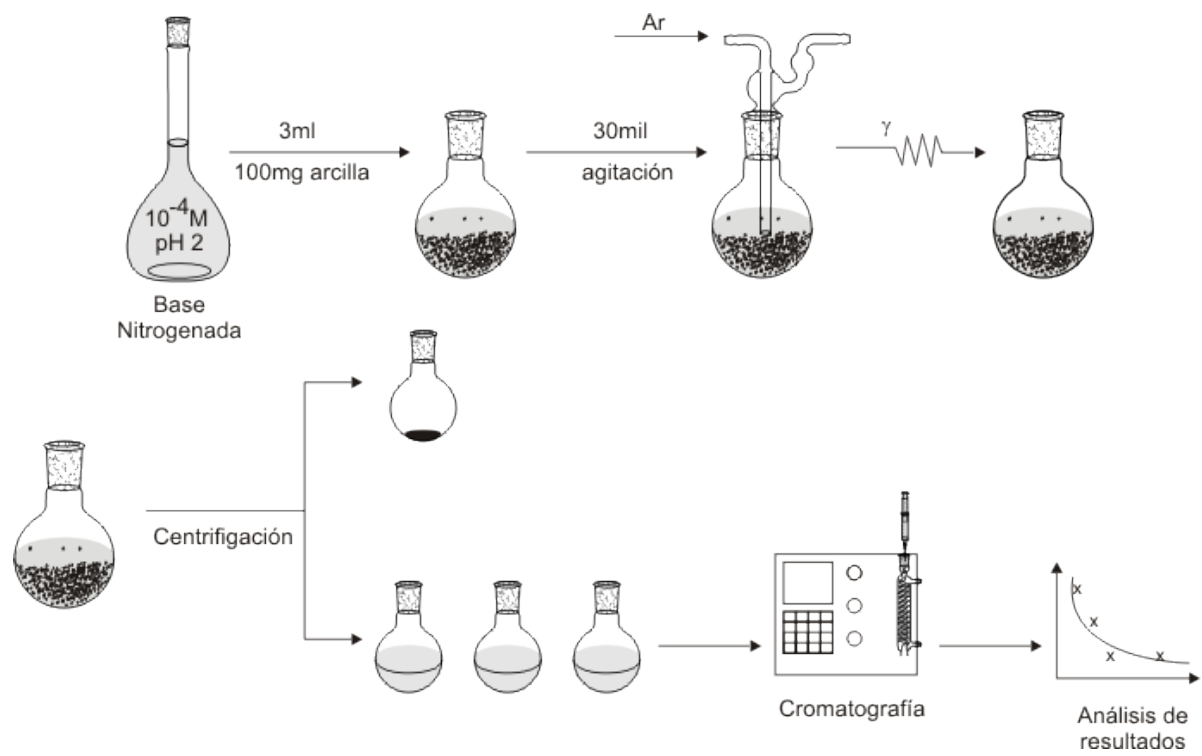 Ar
3ml
100mg arcilla
30mil
agitación
γ
10⁻⁴M
pH 2
Base
Nitrogenada
Centrifigación
x
x
x
x
Cromatografía
Análisis de
resultados